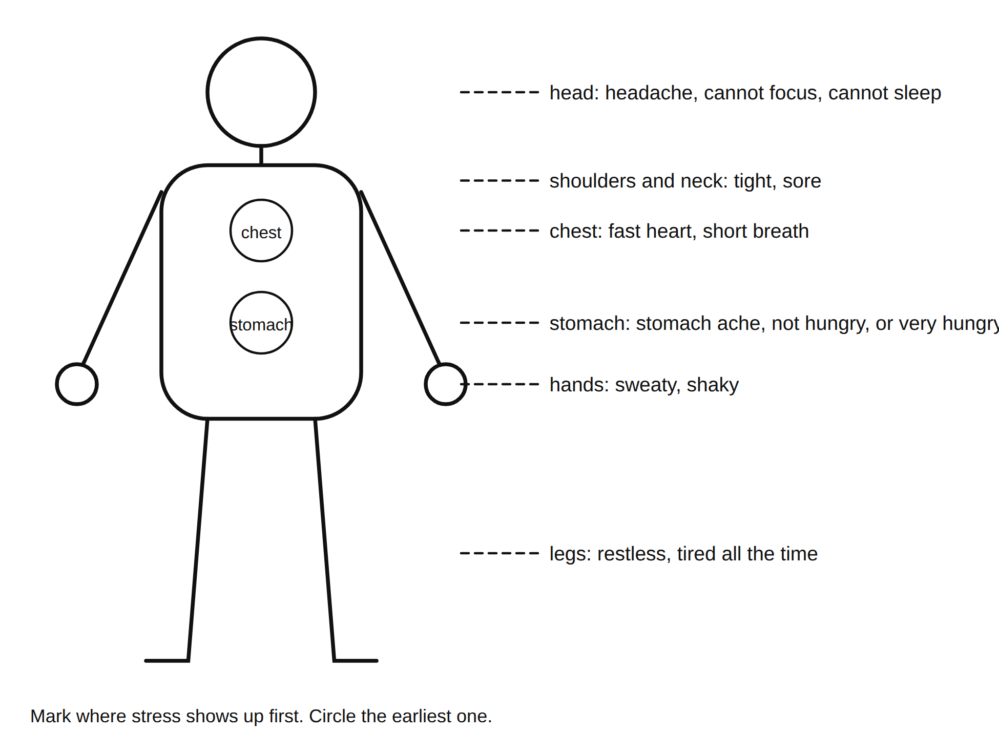 head: headache, cannot focus, cannot sleep
shoulders and neck: tight, sore
chest
chest: fast heart, short breath
stomach
stomach: stomach ache, not hungry, or very hungry
hands: sweaty, shaky
legs: restless, tired all the time
Mark where stress shows up first. Circle the earliest one.